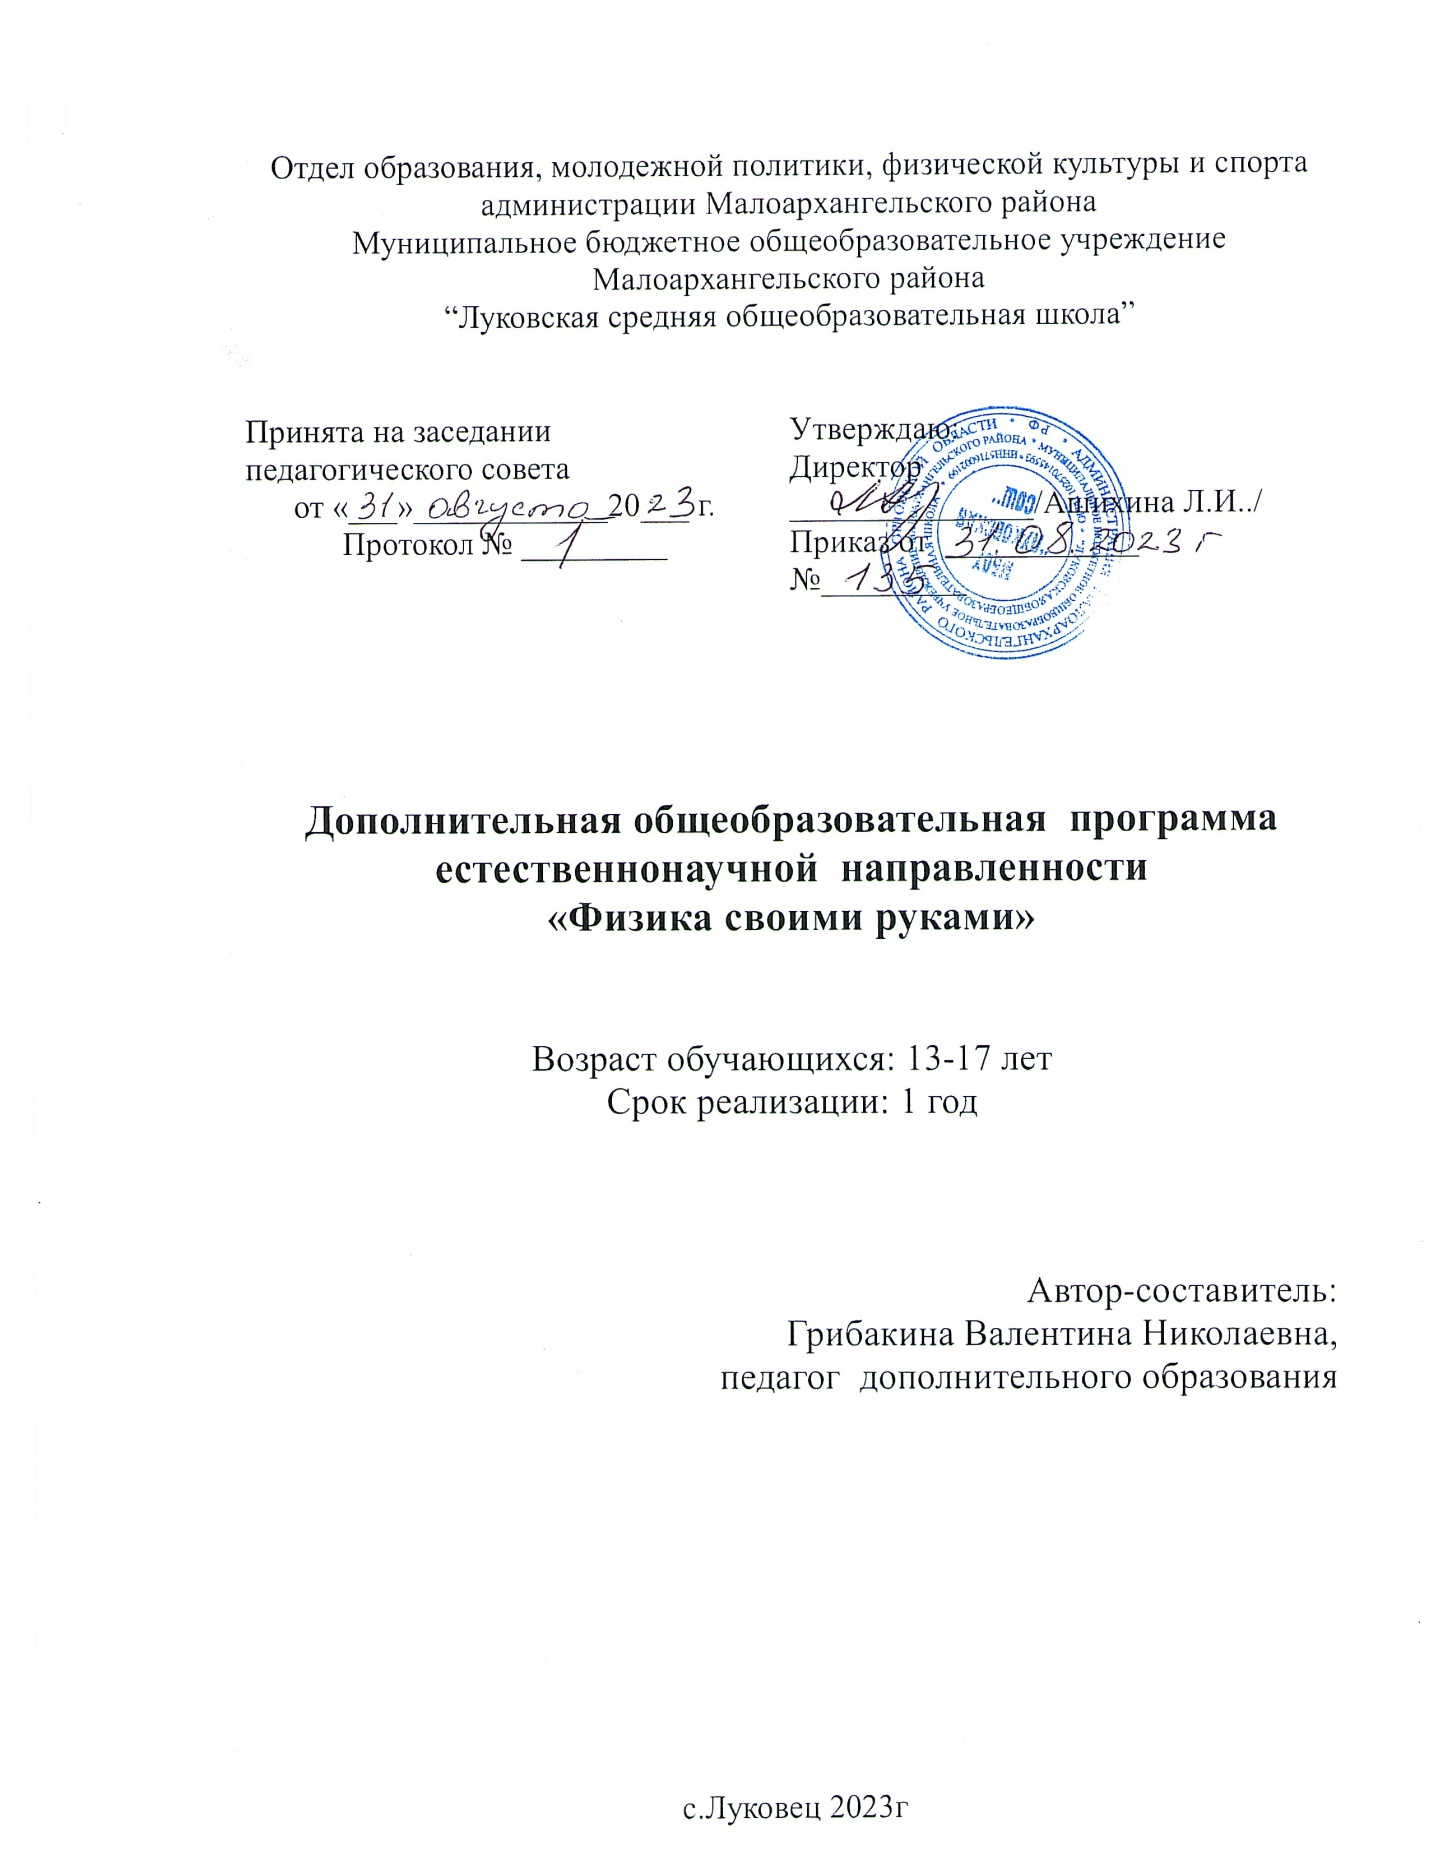 Отдел образования, молодежной политики, физической культуры и спорта
администрации Малоархангельского района
Муниципальное бюджетное общеобразовательное учреждение
Малоархангельского района
“Луковская средняя общеобразовательная школа”
Принята на заседании
педагогического совета
от «31» августа 2023 г.
Протокол № 1
Утверждаю:
Директор
/Ашихина Л.И../
Приказ от 31.08.2023 г
№ 135
Дополнительная общеобразовательная программа
естественнонаучной направленности
«Физика своими руками»
Возраст обучающихся: 13-17 лет
Срок реализации: 1 год
Автор-составитель:
Грибакина Валентина Николаевна,
педагог дополнительного образования
с.Луковец 2023г